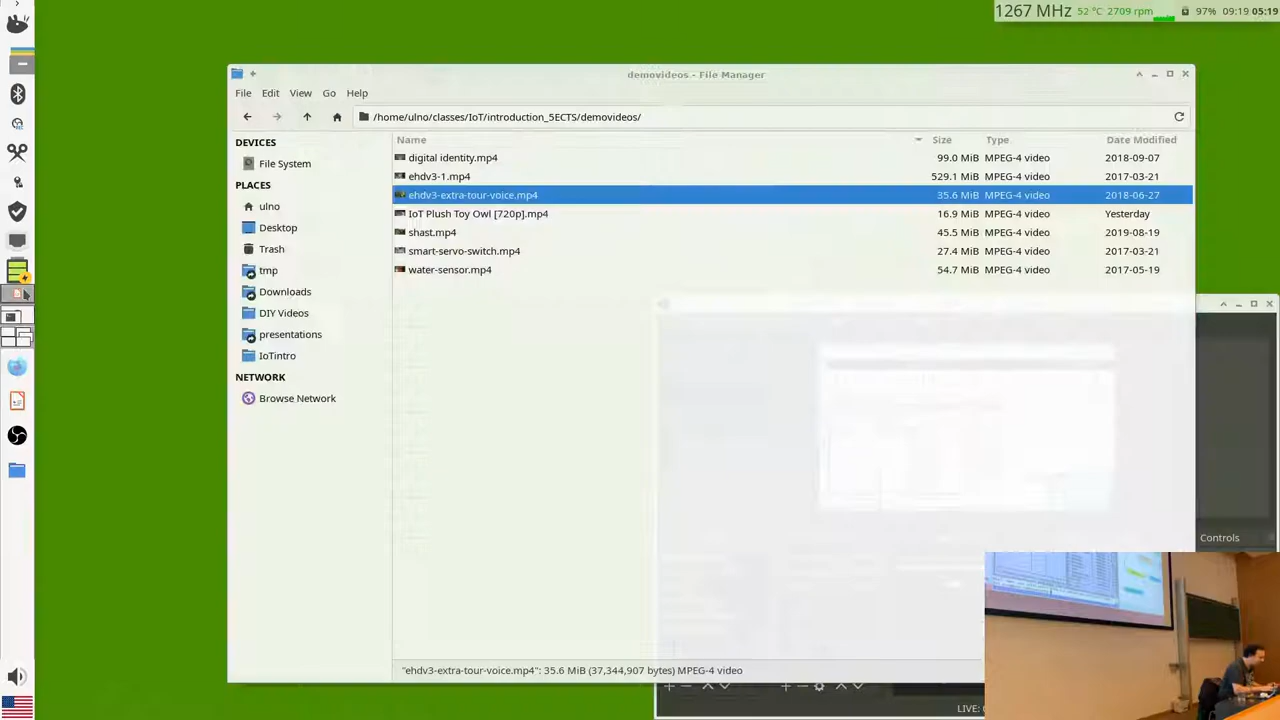 1267 MHz 52 °C 2709 rpm 97% 09:19 05:19
demovideos - File Manager
File Edit View Go Help
/home/ulno/classes/IoT/introduction_5ECTS/demovideos/
DEVICES
File System
PLACES
ulno
Desktop
Trash
tmp
Downloads
DIY Videos
presentations
IoTintro
NETWORK
Browse Network
Name Size Type Date Modified
digital identity.mp4 99.0 MiB MPEG-4 video 2018-09-07
ehdv3-1.mp4 529.1 MiB MPEG-4 video 2017-03-21
ehdv3-extra-tour-voice.mp4 35.6 MiB MPEG-4 video 2018-06-27
IoT Plush Toy Owl [720p].mp4 16.9 MiB MPEG-4 video Yesterday
shast.mp4 45.5 MiB MPEG-4 video 2019-08-19
smart-servo-switch.mp4 27.4 MiB MPEG-4 video 2017-03-21
water-sensor.mp4 54.7 MiB MPEG-4 video 2017-05-19
Controls
"ehdv3-extra-tour-voice.mp4": 35.6 MiB (37,344,907 bytes) MPEG-4 video
LIVE: